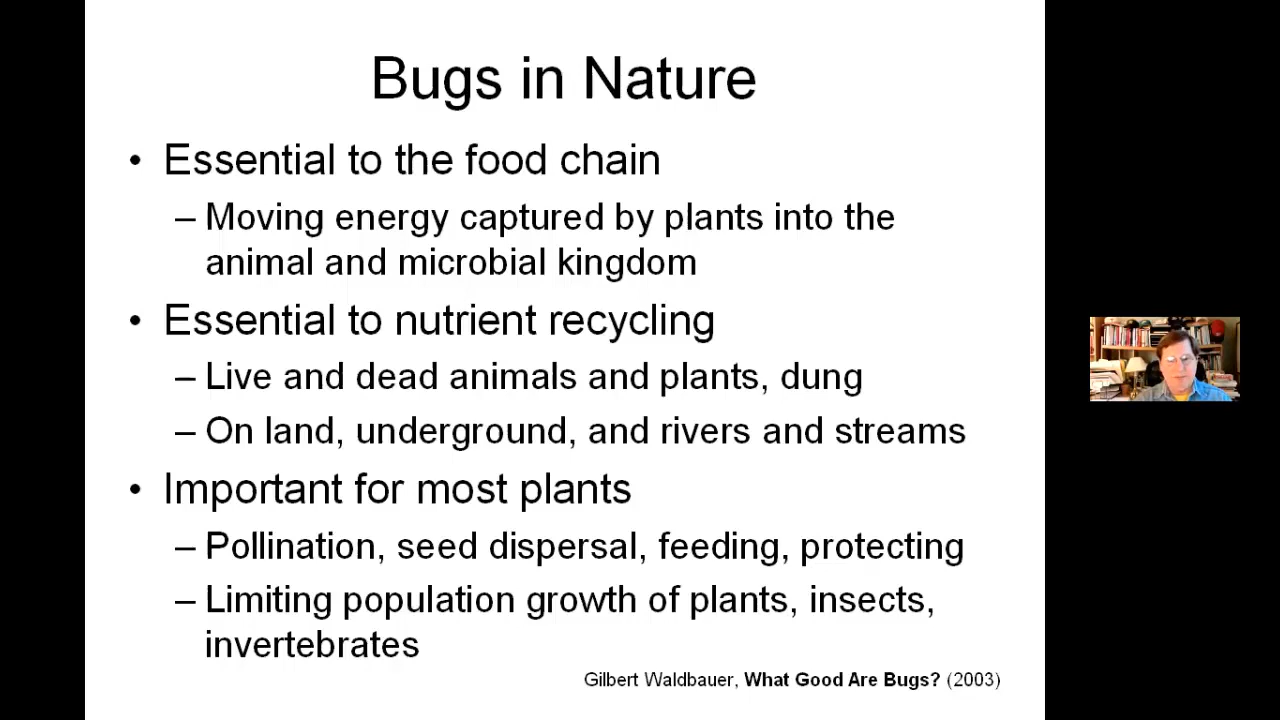 Bugs in Nature
• Essential to the food chain
– Moving energy captured by plants into the
animal and microbial kingdom
• Essential to nutrient recycling
– Live and dead animals and plants, dung
– On land, underground, and rivers and streams
• Important for most plants
– Pollination, seed dispersal, feeding, protecting
– Limiting population growth of plants, insects,
invertebrates
Gilbert Waldbauer, What Good Are Bugs? (2003)